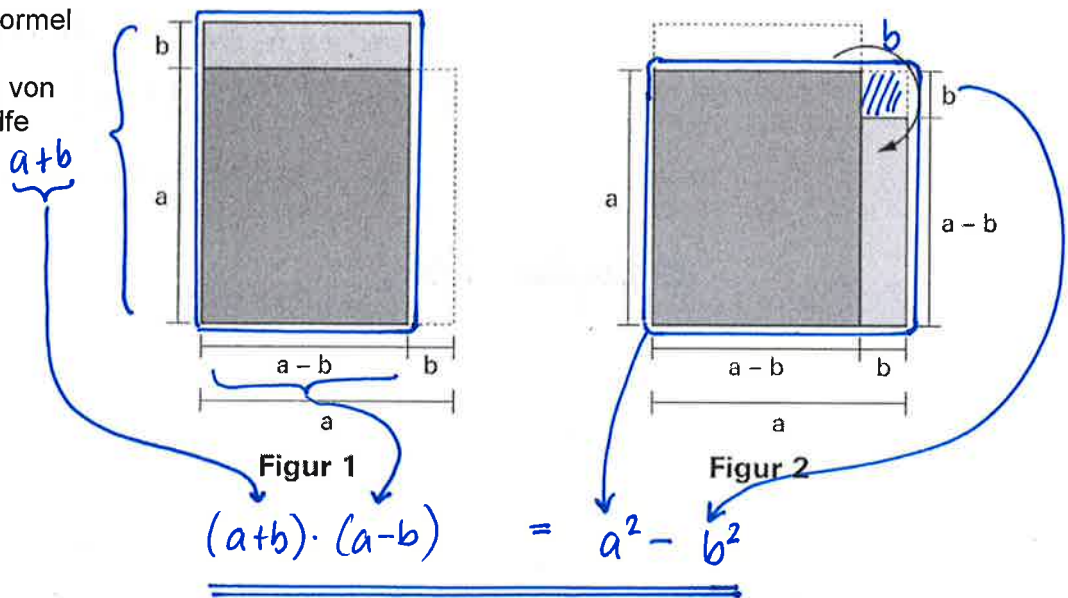 ormel
von
lfe
a+b
b
a
a – b
b
a
Figur 1
b
b
a
a – b
a – b
b
a
Figur 2
(a+b)·(a-b) = a² - b²